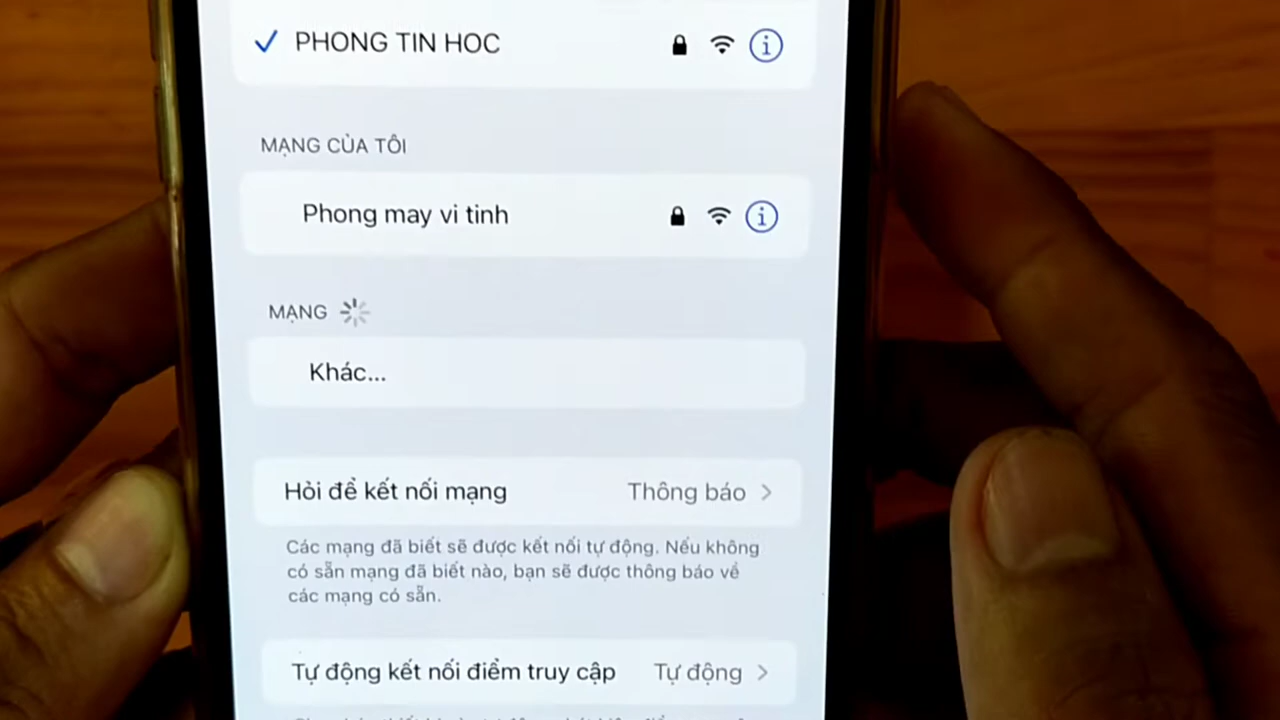 PHONG TIN HOC
MẠNG CỦA TÔI
Phong may vi tinh
MẠNG
Khác...
Hỏi để kết nối mạng Thông báo
Các mạng đã biết sẽ được kết nối tự động. Nếu không
có sẵn mạng đã biết nào, bạn sẽ được thông báo về
các mạng có sẵn.
Tự động kết nối điểm truy cập Tự động